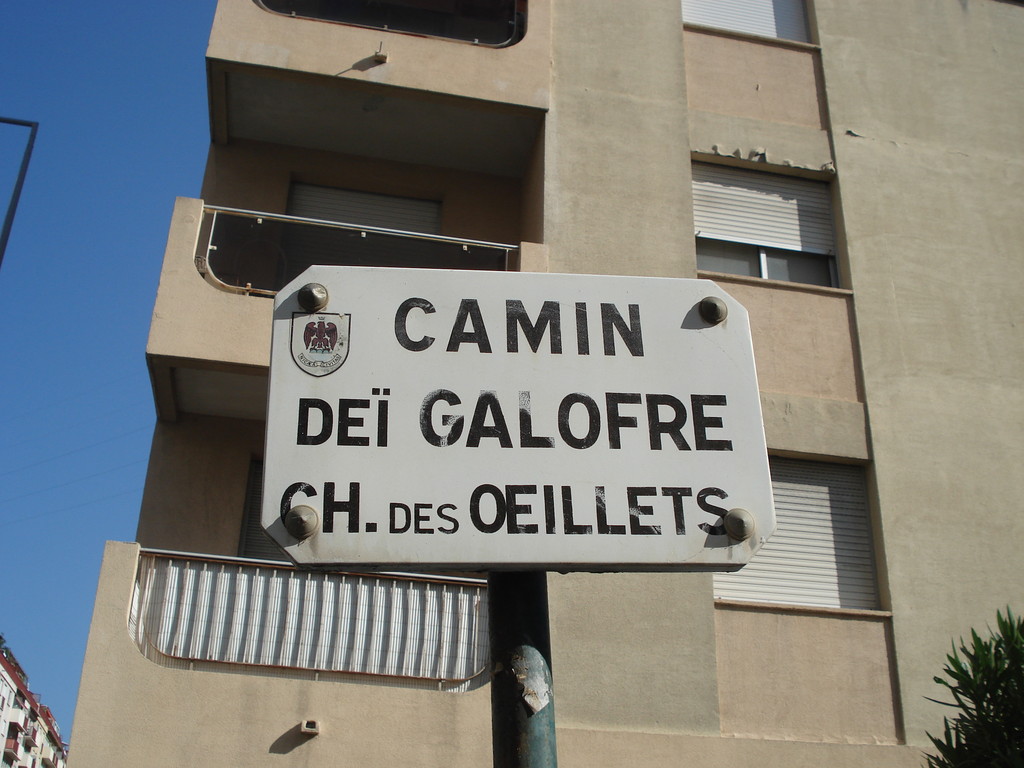 CAMIN
DEÏ GALOFRE
CH. DES OEILLETS